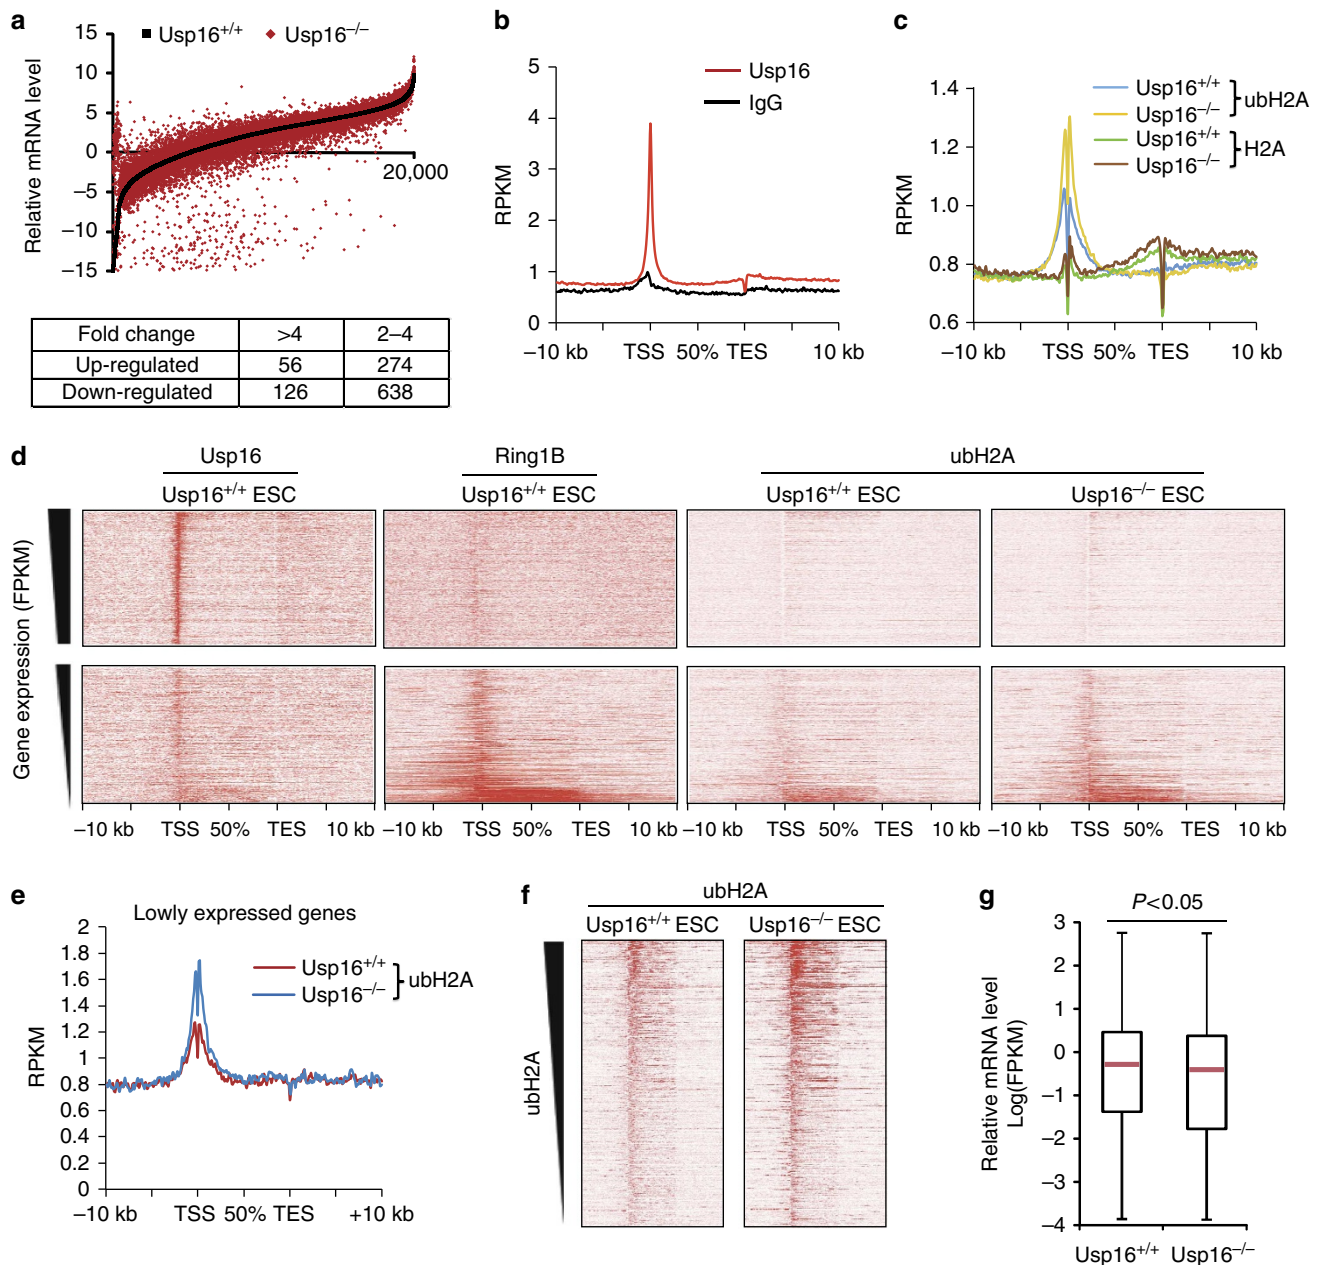 a
15
10
5
0
−5
−10
−15
Relative mRNA level
Usp16+/+
Usp16−/−
20,000
Fold change >4 2–4
Up-regulated 56 274
Down-regulated 126 638
b
5
4
3
2
1
0
RPKM
Usp16
IgG
−10 kb TSS 50% TES 10 kb
c
1.4
1.2
1.0
0.8
0.6
RPKM
Usp16+/+
Usp16−/−
ubH2A
Usp16+/+
Usp16−/−
H2A
−10 kb TSS 50% TES 10 kb
d
Usp16 Ring1B ubH2A
Usp16+/+ ESC Usp16+/+ ESC Usp16+/+ ESC Usp16−/− ESC
Gene expression (FPKM)
−10 kb TSS 50% TES 10 kb −10 kb TSS 50% TES 10 kb −10 kb TSS 50% TES 10 kb −10 kb TSS 50% TES 10 kb
e
Lowly expressed genes
2
1.8
1.6
1.4
1.2
1
0.8
0.6
0.4
0.2
0
RPKM
Usp16+/+
Usp16−/−
ubH2A
−10 kb TSS 50% TES +10 kb
f
ubH2A
Usp16+/+ ESC Usp16−/− ESC
ubH2A
g
P<0.05
3
2
1
0
−1
−2
−3
−4
Relative mRNA level
Log(FPKM)
Usp16+/+ Usp16−/−